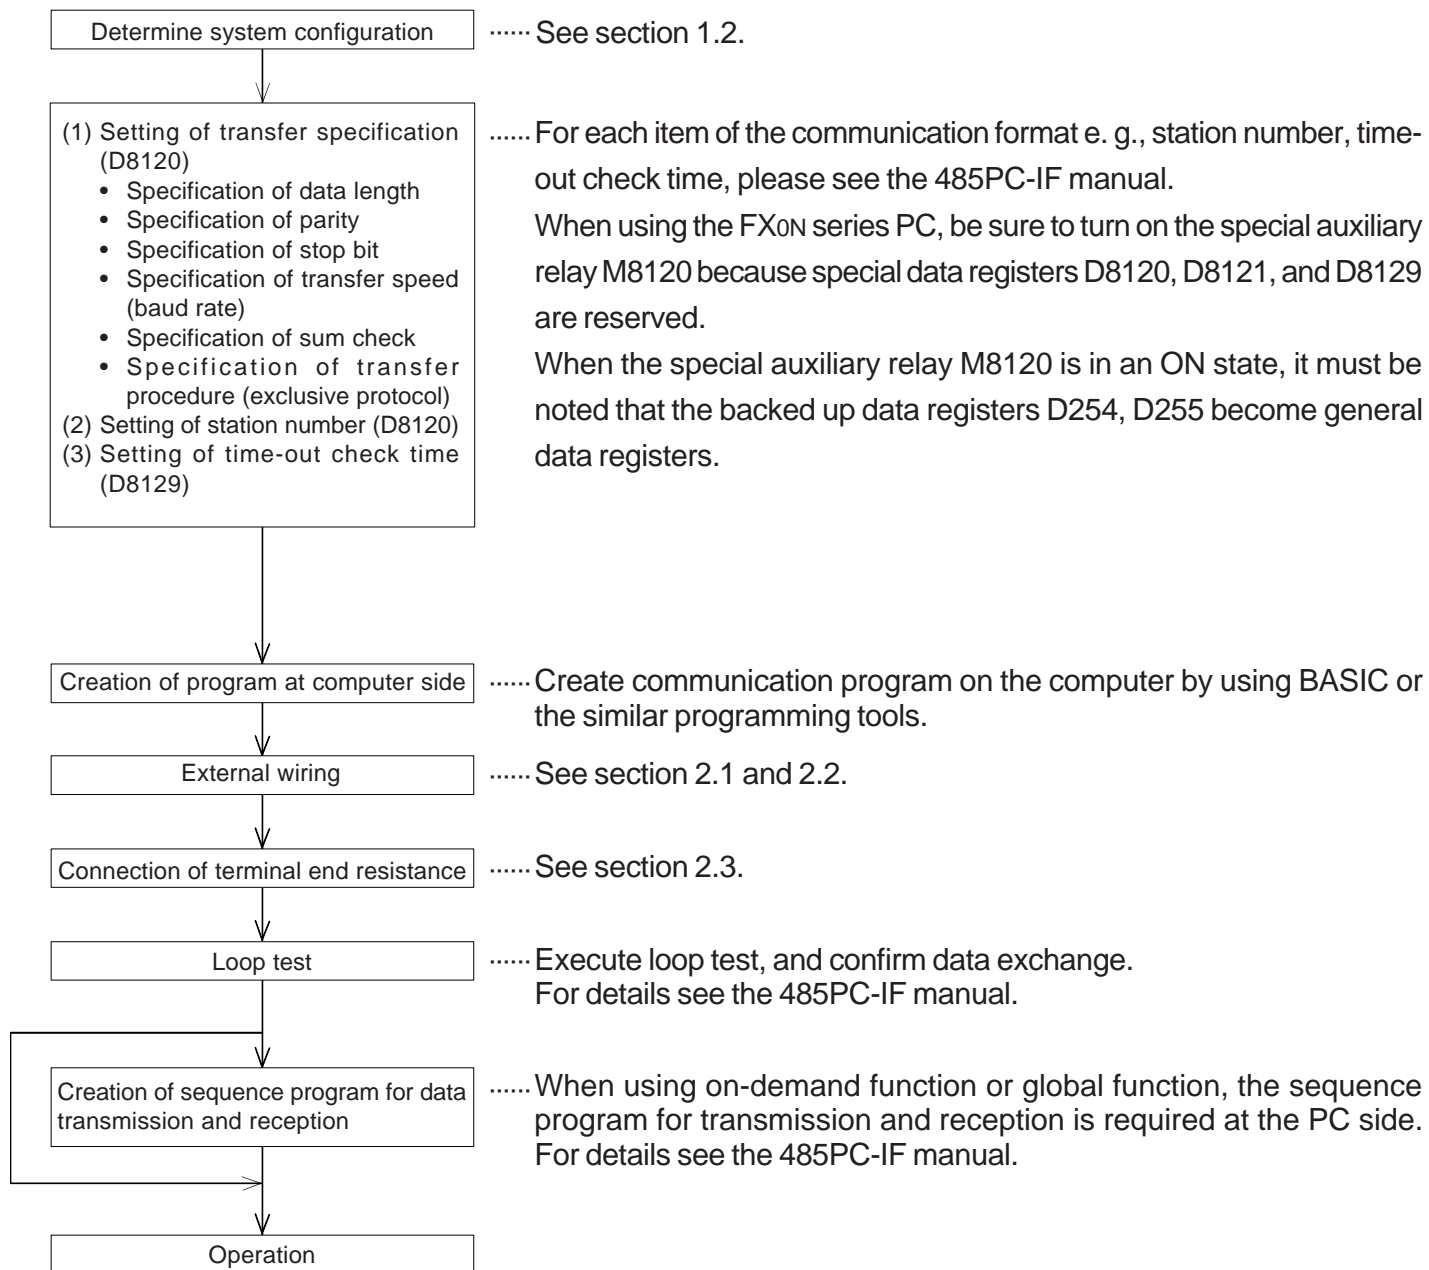 Determine system configuration ...... See section 1.2.
(1) Setting of transfer specification
(D8120)
• Specification of data length
• Specification of parity
• Specification of stop bit
• Specification of transfer speed
(baud rate)
• Specification of sum check
• Specification of transfer
procedure (exclusive protocol)
(2) Setting of station number (D8120)
(3) Setting of time-out check time
(D8129)
...... For each item of the communication format e. g., station number, time-
out check time, please see the 485PC-IF manual.
When using the FX0N series PC, be sure to turn on the special auxiliary
relay M8120 because special data registers D8120, D8121, and D8129
are reserved.
When the special auxiliary relay M8120 is in an ON state, it must be
noted that the backed up data registers D254, D255 become general
data registers.
Creation of program at computer side ...... Create communication program on the computer by using BASIC or
the similar programming tools.
External wiring ...... See section 2.1 and 2.2.
Connection of terminal end resistance ...... See section 2.3.
Loop test ...... Execute loop test, and confirm data exchange.
For details see the 485PC-IF manual.
Creation of sequence program for data
transmission and reception
...... When using on-demand function or global function, the sequence
program for transmission and reception is required at the PC side.
For details see the 485PC-IF manual.
Operation